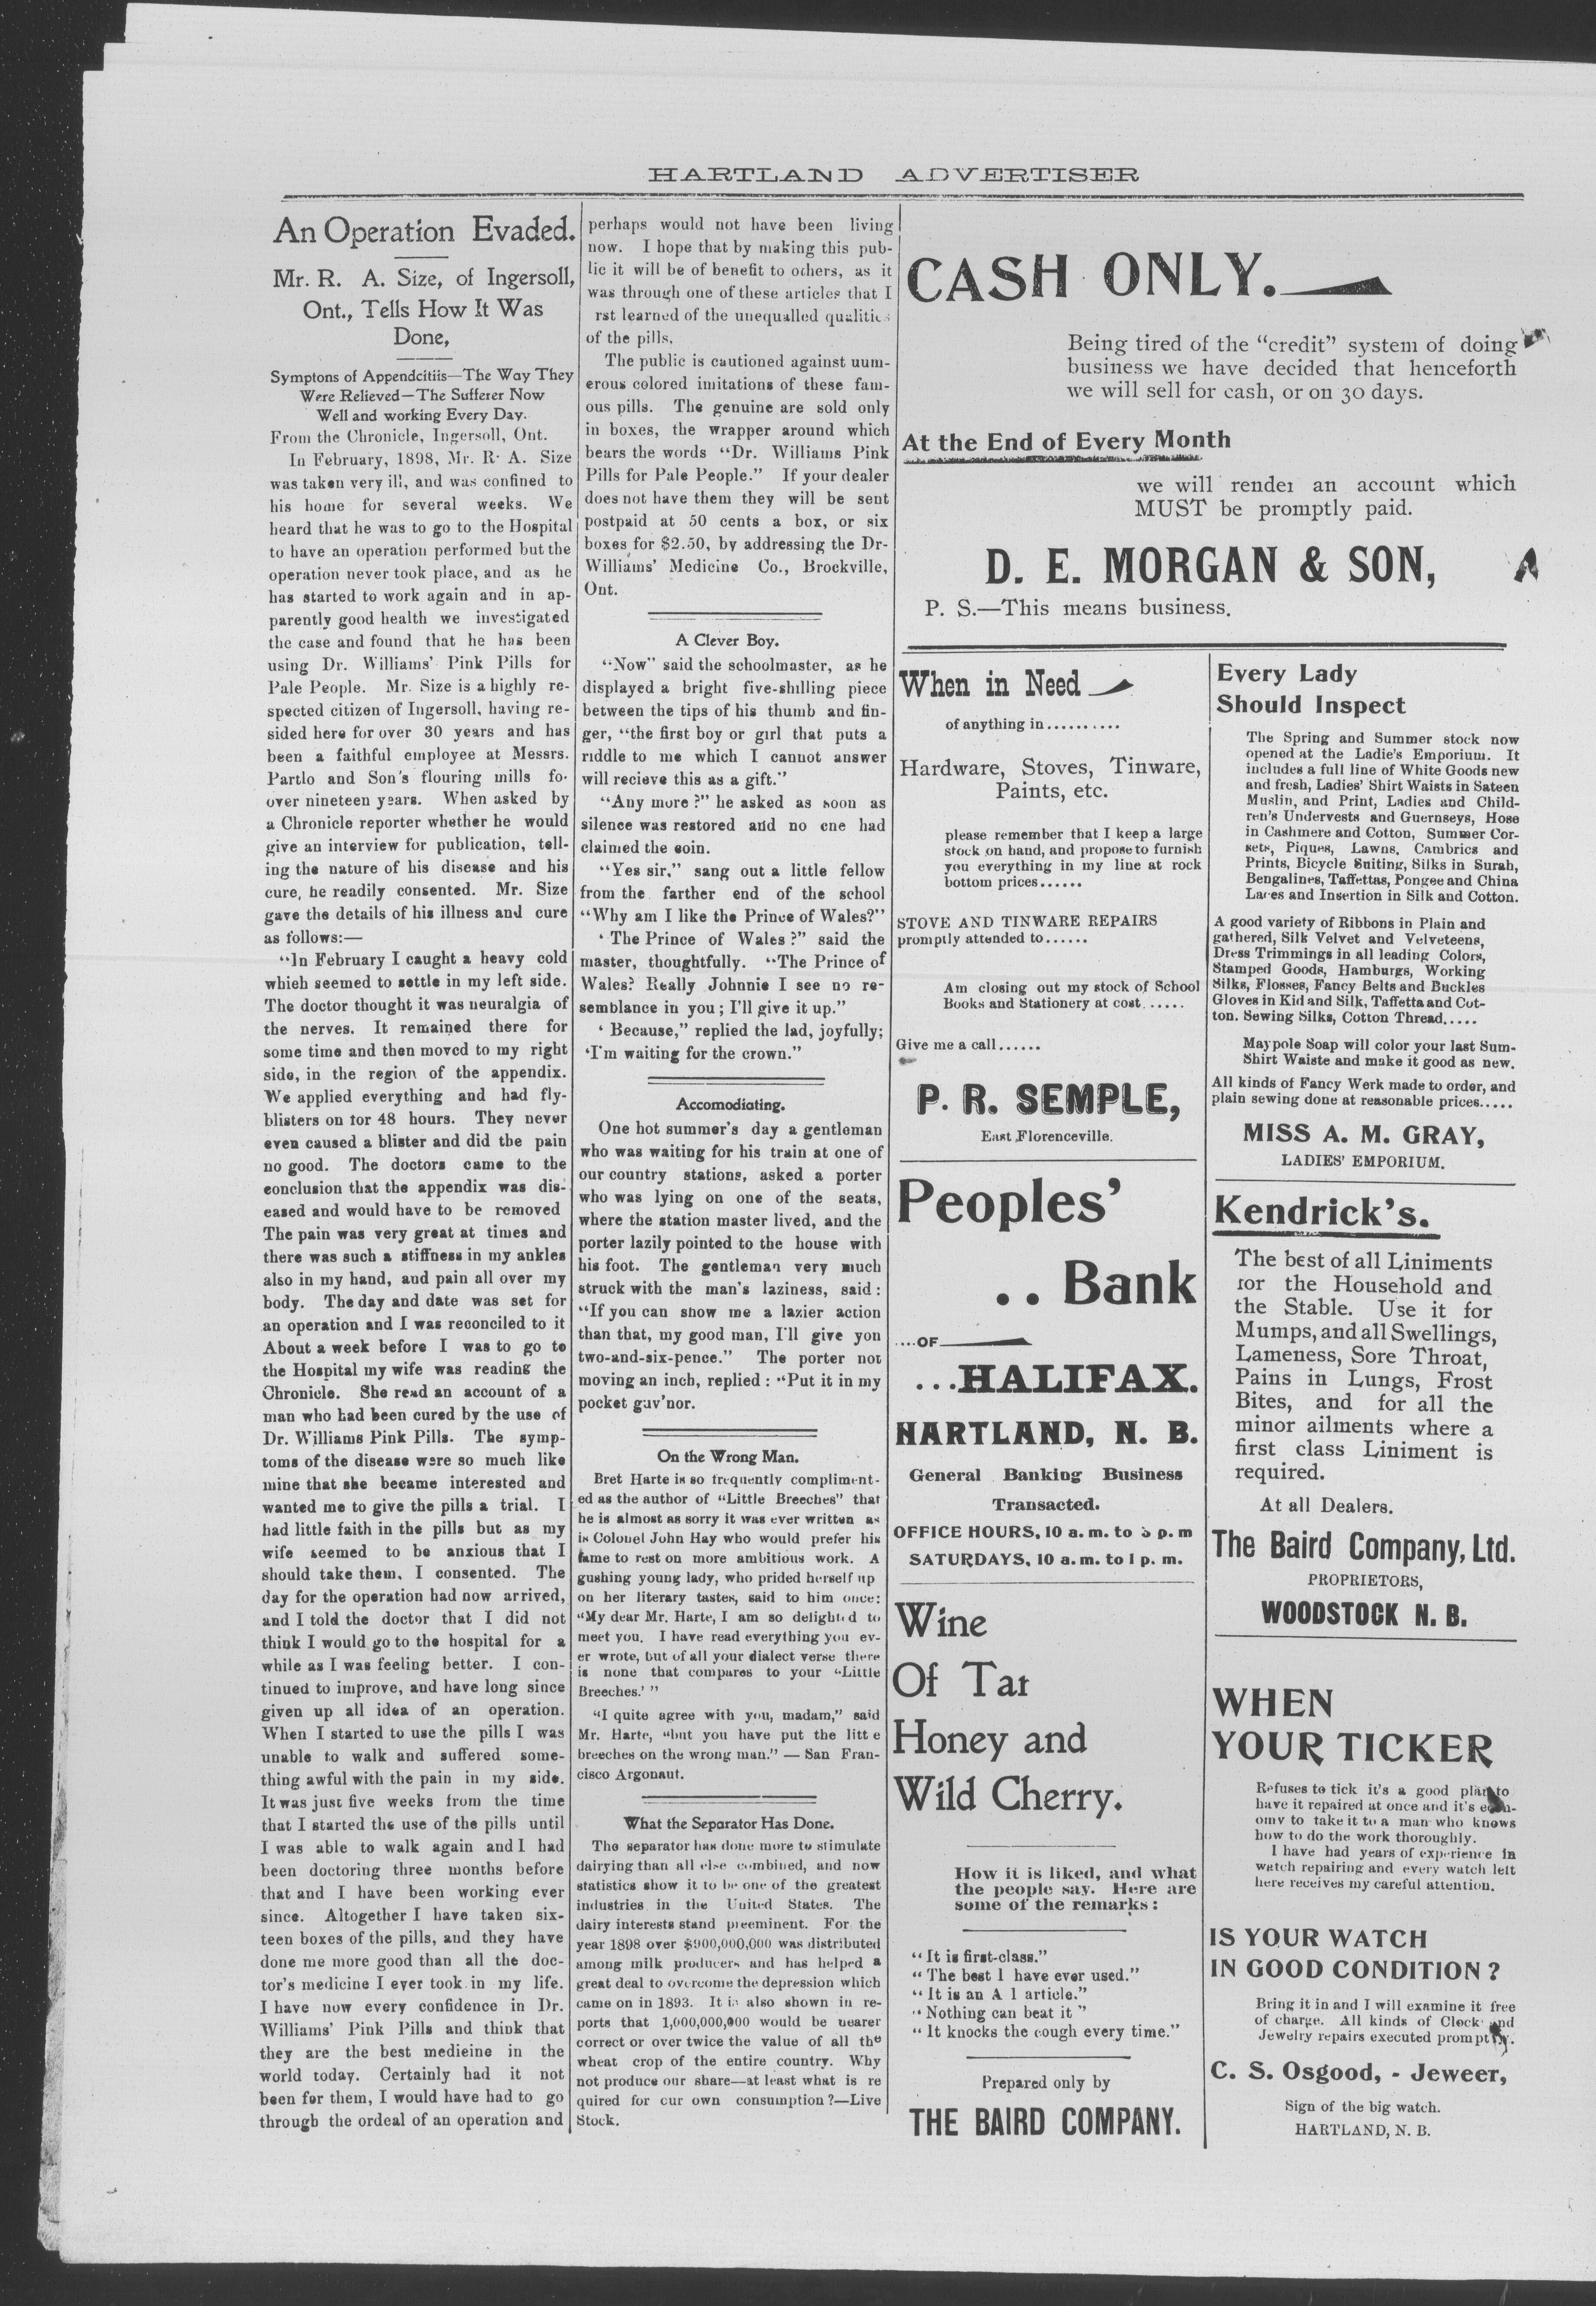 HARTLAND ADVERTISER
An Operation Evaded.
Mr. R. A. Size, of Ingersoll,
Ont., Tells How It Was
Done,
Symptons of Appendcitiis—The Way They
Were Relieved—The Sufferer Now
Well and working Every Day.
From the Chronicle, Ingersoll, Ont.
In February, 1898, Mr. R· A. Size
was taken very ill, and was confined to
his home for several weeks. We
heard that he was to go to the Hospital
to have an operation performed but the
operation never took place, and as he
has started to work again and in ap-
parently good health we investigated
the case and found that he has been
using Dr. Williams' Pink Pills for
Pale People. Mr. Size is a highly re-
spected citizen of Ingersoll, having re-
sided here for over 30 years and has
been a faithful employee at Messrs.
Partlo and Son's flouring mills fo·
over nineteen years. When asked by
a Chronicle reporter whether he would
give an interview for publication, tell-
ing the nature of his disease and his
cure, he readily consented. Mr. Size
gave the details of his illness and cure
as follows:—
"In February I caught a heavy cold
which seemed to settle in my left side.
The doctor thought it was neuralgia of
the nerves. It remained there for
some time and then moved to my right
side, in the region of the appendix.
We applied everything and had fly-
blisters on tor 48 hours. They never
even caused a blister and did the pain
no good. The doctors came to the
conclusion that the appendix was dis-
eased and would have to be removed
The pain was very great at times and
there was such a stiffness in my ankles
also in my hand, and pain all over my
body. The day and date was set for
an operation and I was reconciled to it
About a week before I was to go to
the Hospital my wife was reading the
Chronicle. She read an account of a
man who had been cured by the use of
Dr. Williams Pink Pills. The symp-
toms of the disease were so much like
mine that she became interested and
wanted me to give the pills a trial. I
had little faith in the pills but as my
wife seemed to be anxious that I
should take them, I consented. The
day for the operation had now arrived,
and I told the doctor that I did not
think I would go to the hospital for a
while as I was feeling better. I con-
tinued to improve, and have long since
given up all idea of an operation.
When I started to use the pills I was
unable to walk and suffered some-
thing awful with the pain in my side.
It was just five weeks from the time
that I started the use of the pills until
I was able to walk again and I had
been doctoring three months before
that and I have been working ever
since. Altogether I have taken six-
teen boxes of the pills, and they have
done me more good than all the doc-
tor's medicine I ever took in my life.
I have now every confidence in Dr.
Williams' Pink Pills and think that
they are the best medieine in the
world today. Certainly had it not
been for them, I would have had to go
through the ordeal of an operation and
perhaps would not have been living
now. I hope that by making this pub-
lic it will be of benefit to others, as it
was through one of these articles that I
rst learned of the unequalled qualities
of the pills.
The public is cautioned against uum-
erous colored imitations of these fam-
ous pills. The genuine are sold only
in boxes, the wrapper around which
bears the words "Dr. Williams Pink
Pills for Pale People." If your dealer
does not have them they will be sent
postpaid at 50 cents a box, or six
boxes for $2.50, by addressing the Dr-
Williams' Medicine Co., Brockville,
Ont.
A Clever Boy.
"Now" said the schoolmaster, as he
displayed a bright five-shilling piece
between the tips of his thumb and fin-
ger, "the first boy or girl that puts a
riddle to me which I cannot answer
will recieve this as a gift."
"Any more?" he asked as soon as
silence was restored and no one had
claimed the eoin.
"Yes sir," sang out a little fellow
from the farther end of the school
"Why am I like the Prince of Wales?"
' The Prince of Wales?" said the
master, thoughtfully. "The Prince of
Wales? Really Johnnie I see no re-
semblance in you; I'll give it up."
' Because," replied the lad, joyfully;
'I'm waiting for the crown."
Accomodiating.
One hot summer's day a gentleman
who was waiting for his train at one of
our country stations, asked a porter
who was lying on one of the seats,
where the station master lived, and the
porter lazily pointed to the house with
his foot. The gentleman very much
struck with the man's laziness, said:
"If you can show me a lazier action
than that, my good man, I'll give you
two-and-six-pence." The porter not
moving an inch, replied: "Put it in my
pocket guv'nor.
On the Wrong Man.
Bret Harte is so frequently compliment-
ed as the author of "Little Breeches" that
he is almost as sorry it was ever written as
is Colonel John Hay who would prefer his
fame to rest on more ambitious work. A
gushing young lady, who prided herself up
on her literary tastes, said to him once:
"My dear Mr. Harte, I am so delighted to
meet you. I have read everything you ev-
er wrote, but of all your dialect verse there
is none that compares to your "Little
Breeches.' "
"I quite agree with you, madam," said
Mr. Harte, "but you have put the litt e
breeches on the wrong man." — San Fran-
cisco Argonaut.
What the Separator Has Done.
The separator has done more to stimulate
dairying than all else combined, and now
statistics show it to be one of the greatest
industries in the United States. The
dairy interests stand preeminent. For the
year 1898 over $900,000,000 was distributed
among milk producers and has helped a
great deal to overcome the depression which
came on in 1893. It is also shown in re-
ports that 1,000,000,000 would be nearer
correct or over twice the value of all the
wheat crop of the entire country. Why
not produce our share—at least what is re
quired for our own consumption?—Live
Stock.
CASH ONLY.
Being tired of the "credit" system of doing
business we have decided that henceforth
we will sell for cash, or on 30 days.
At the End of Every Month
we will render an account which
MUST be promptly paid.
D. E. MORGAN & SON,
P. S.—This means business.
When in Need
of anything in..........
Hardware, Stoves, Tinware,
Paints, etc.
please remember that I keep a large
stock on hand, and propose to furnish
you everything in my line at rock
bottom prices......
STOVE AND TINWARE REPAIRS
promptly attended to......
Am closing out my stock of School
Books and Stationery at cost......
Give me a call......
P. R. SEMPLE,
East Florenceville.
Peoples'
.. Bank
....OF
...HALIFAX.
HARTLAND, N. B.
General Banking Business
Transacted.
OFFICE HOURS, 10 a. m. to 3 p. m
SATURDAYS, 10 a. m. to 1 p. m.
Wine
Of Tar
Honey and
Wild Cherry.
How it is liked, and what
the people say. Here are
some of the remarks:
"It is first-class."
"The best I have ever used."
"It is an A 1 article."
"Nothing can beat it"
"It knocks the cough every time."
Prepared only by
THE BAIRD COMPANY.
Every Lady
Should Inspect
The Spring and Summer stock now
opened at the Ladie's Emporium. It
includes a full line of White Goods new
and fresh, Ladies' Shirt Waists in Sateen
Muslin, and Print, Ladies and Child-
ren's Undervests and Guernseys, Hose
in Cashmere and Cotton, Summer Cor-
sets, Piques, Lawns, Cambrics and
Prints, Bicycle Suiting, Silks in Surah,
Bengalines, Taffettas, Pongee and China
Laces and Insertion in Silk and Cotton.
A good variety of Ribbons in Plain and
gathered, Silk Velvet and Velveteens,
Dress Trimmings in all leading Colors,
Stamped Goods, Hamburgs, Working
Silks, Flosses, Fancy Belts and Buckles
Gloves in Kid and Silk, Taffetta and Cot-
ton. Sewing Silks, Cotton Thread.....
Maypole Soap will color your last Sum-
Shirt Waiste and make it good as new.
All kinds of Fancy Werk made to order, and
plain sewing done at reasonable prices.....
MISS A. M. GRAY,
LADIES' EMPORIUM.
Kendrick's.
The best of all Liniments
ror the Household and
the Stable. Use it for
Mumps, and all Swellings,
Lameness, Sore Throat,
Pains in Lungs, Frost
Bites, and for all the
minor ailments where a
first class Liniment is
required.
At all Dealers.
The Baird Company, Ltd.
PROPRIETORS,
WOODSTOCK N. B.
WHEN
YOUR TICKER
Refuses to tick it's a good plan to
have it repaired at once and it's econ-
omy to take it to a man who knows
how to do the work thoroughly.
I have had years of experience in
watch repairing and every watch left
here receives my careful attention.
IS YOUR WATCH
IN GOOD CONDITION?
Bring it in and I will examine it free
of charge. All kinds of Clock and
Jewelry repairs executed promptly.
C. S. Osgood, - Jeweer,
Sign of the big watch.
HARTLAND, N. B.